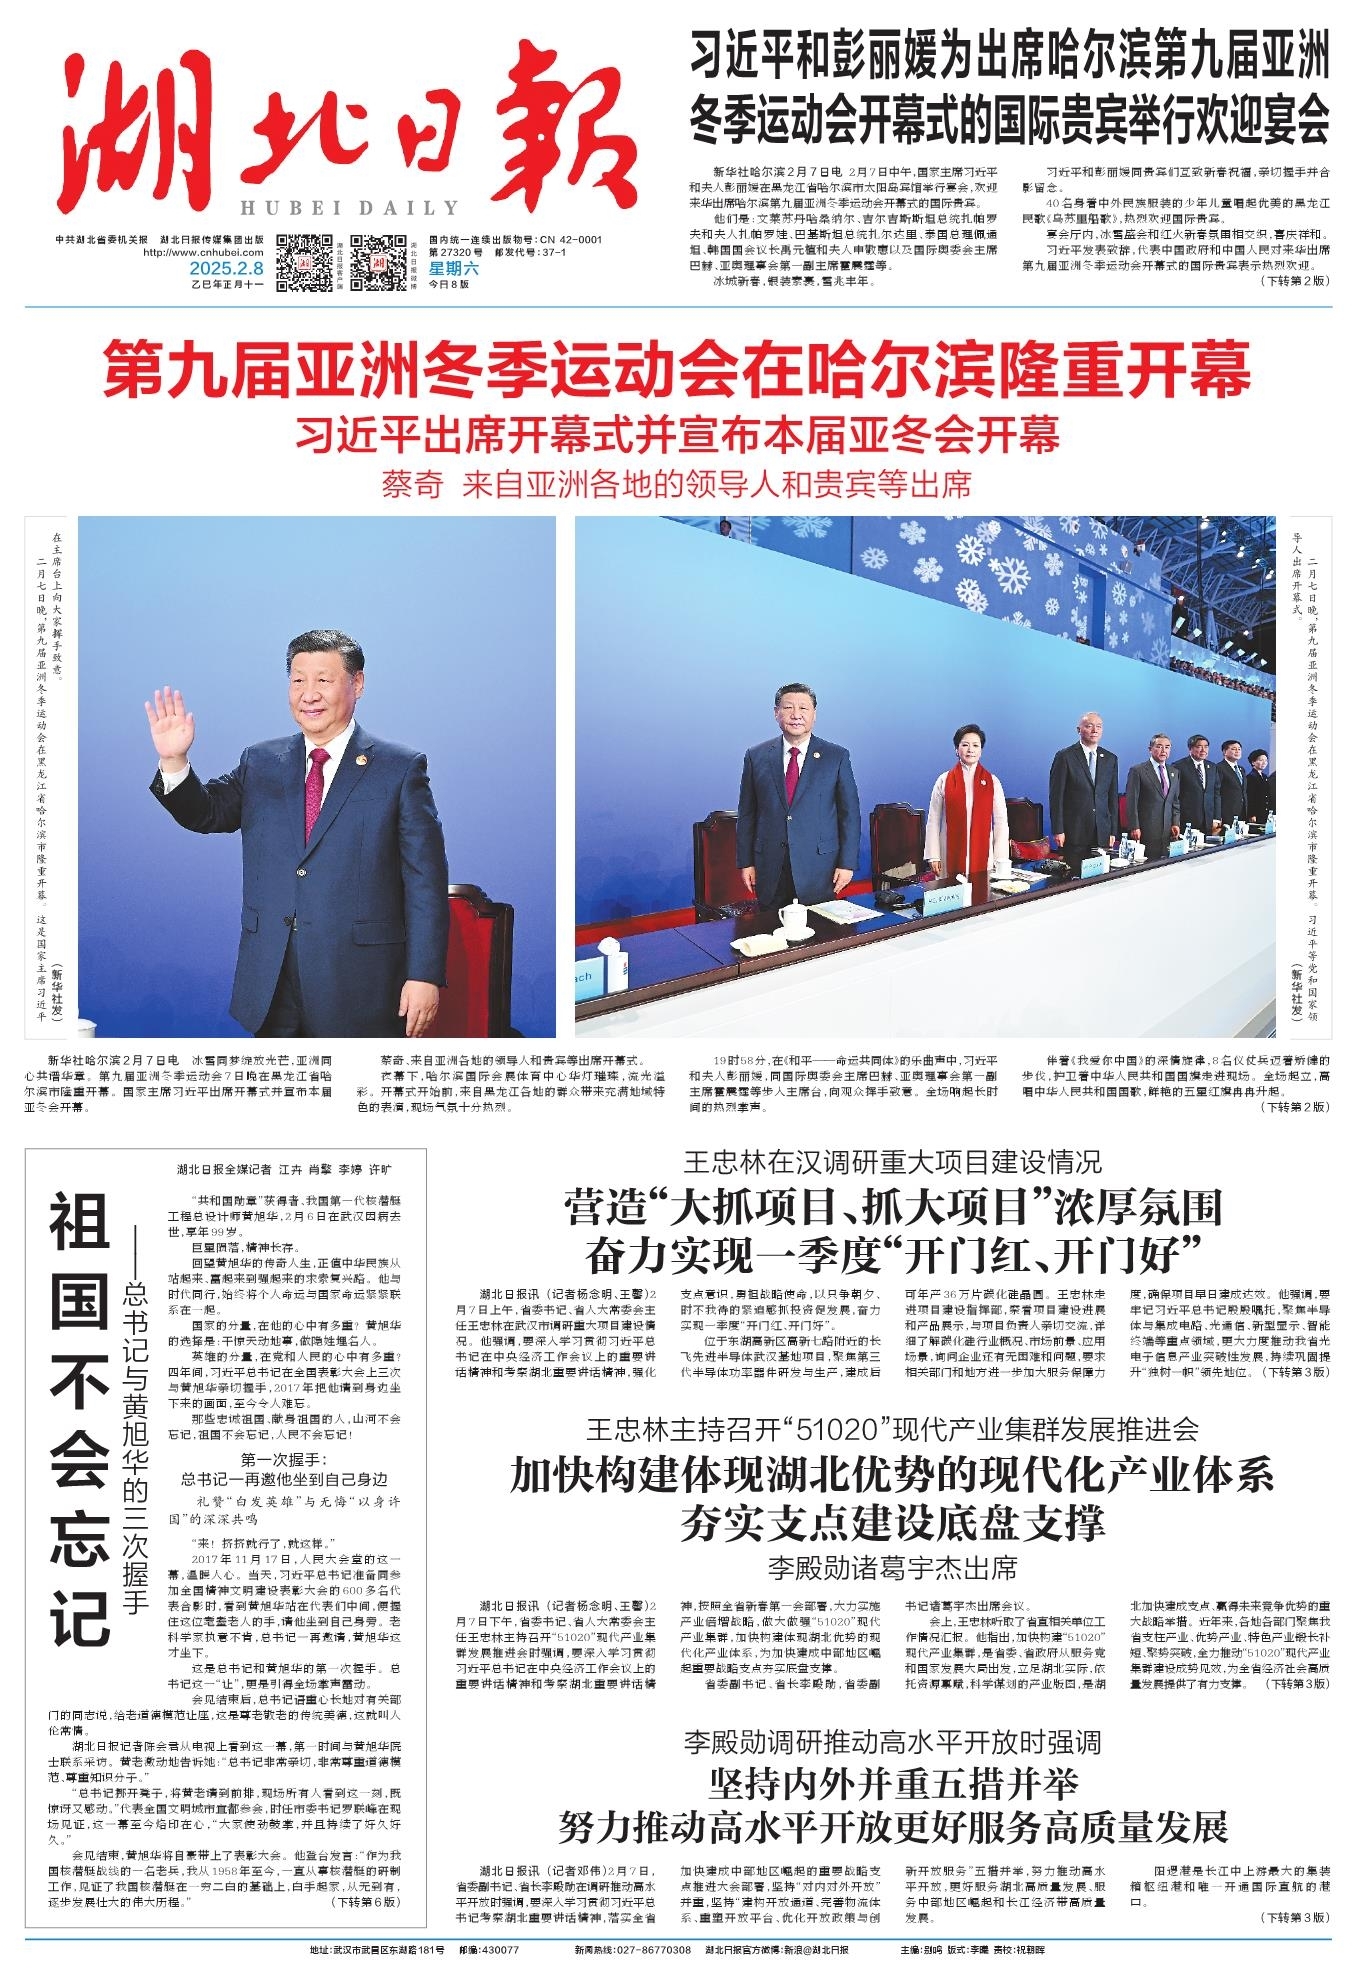 湖北日報
HUBEI DAILY
中共湖北省委机关报 湖北日报传媒集团出版
http://www.cnhubei.com
2025.2.8
乙巳年正月十一
湖北日报客户端
湖北日报微博
国内统一连续出版物号：CN 42-0001
第27320号 邮发代号：37-1
星期六
今日8版
习近平和彭丽媛为出席哈尔滨第九届亚洲
冬季运动会开幕式的国际贵宾举行欢迎宴会
新华社哈尔滨2月7日电 2月7日中午，国家主席习近平
和夫人彭丽媛在黑龙江省哈尔滨市太阳岛宾馆举行宴会，欢迎
来华出席哈尔滨第九届亚洲冬季运动会开幕式的国际贵宾。
他们是：文莱苏丹哈桑纳尔、吉尔吉斯斯坦总统扎帕罗
夫和夫人扎帕罗娃、巴基斯坦总统扎尔达里、泰国总理佩通
坦、韩国国会议长禹元植和夫人申敬惠以及国际奥委会主席
巴赫、亚奥理事会第一副主席霍震霆等。
冰城新春，银装素裹，雪兆丰年。
习近平和彭丽媛同贵宾们互致新春祝福，亲切握手并合
影留念。
40名身着中外民族服装的少年儿童唱起优美的黑龙江
民歌《乌苏里船歌》，热烈欢迎国际贵宾。
宴会厅内，冰雪盛会和红火新春氛围相交织，喜庆祥和。
习近平发表致辞，代表中国政府和中国人民对来华出席
第九届亚洲冬季运动会开幕式的国际贵宾表示热烈欢迎。
（下转第2版）
第九届亚洲冬季运动会在哈尔滨隆重开幕
习近平出席开幕式并宣布本届亚冬会开幕
蔡奇 来自亚洲各地的领导人和贵宾等出席
二月七日晚，第九届亚洲冬季运动会在黑龙江省哈尔滨市隆重开幕。这是国家主席习近平
在主席台上向大家挥手致意。 （新华社发）
二月七日晚，第九届亚洲冬季运动会在黑龙江省哈尔滨市隆重开幕。习近平等党和国家领
导人出席开幕式。 （新华社发）
新华社哈尔滨2月7日电 冰雪同梦绽放光芒，亚洲同
心共谱华章。第九届亚洲冬季运动会7日晚在黑龙江省哈
尔滨市隆重开幕。国家主席习近平出席开幕式并宣布本届
亚冬会开幕。
蔡奇、来自亚洲各地的领导人和贵宾等出席开幕式。
夜幕下，哈尔滨国际会展体育中心华灯璀璨，流光溢
彩。开幕式开始前，来自黑龙江各地的群众带来充满地域特
色的表演，现场气氛十分热烈。
19时58分，在《和平——命运共同体》的乐曲声中，习近平
和夫人彭丽媛，同国际奥委会主席巴赫、亚奥理事会第一副
主席霍震霆等步入主席台，向观众挥手致意。全场响起长时
间的热烈掌声。
伴着《我爱你中国》的深情旋律，8名仪仗兵迈着矫健的
步伐，护卫着中华人民共和国国旗走进现场。全场起立，高
唱中华人民共和国国歌，鲜艳的五星红旗冉冉升起。
（下转第2版）
祖国不会忘记
——总书记与黄旭华的三次握手
湖北日报全媒记者 江卉 肖擎 李婷 许旷
“共和国勋章”获得者、我国第一代核潜艇
工程总设计师黄旭华，2月6日在武汉因病去
世，享年99岁。
巨星陨落，精神长存。
回望黄旭华的传奇人生，正值中华民族从
站起来、富起来到强起来的求索复兴路。他与
时代同行，始终将个人命运与国家命运紧紧联
系在一起。
国家的分量，在他的心中有多重？黄旭华
的选择是：干惊天动地事，做隐姓埋名人。
英雄的分量，在党和人民的心中有多重？
四年间，习近平总书记在全国表彰大会上三次
与黄旭华亲切握手，2017年把他请到身边坐
下来的画面，至今令人难忘。
那些忠诚祖国、献身祖国的人，山河不会
忘记，祖国不会忘记，人民不会忘记！
第一次握手：
总书记一再邀他坐到自己身边
礼赞“白发英雄”与无悔“以身许
国”的深深共鸣
“来！挤挤就行了，就这样。”
2017年11月17日，人民大会堂的这一
幕，温暖人心。当天，习近平总书记准备同参
加全国精神文明建设表彰大会的600多名代
表合影时，看到黄旭华站在代表们中间，便握
住这位耄耋老人的手，请他坐到自己身旁。老
科学家执意不肯，总书记一再邀请，黄旭华这
才坐下。
这是总书记和黄旭华的第一次握手。总
书记这一“让”，更是引得全场掌声雷动。
会见结束后，总书记语重心长地对有关部
门的同志说，给老道德模范让座，这是尊老敬老的传统美德，这就叫人
伦常情。
湖北日报记者陈会君从电视上看到这一幕，第一时间与黄旭华院
士联系采访。黄老激动地告诉她：“总书记非常亲切，非常尊重道德模
范、尊重知识分子。”
“总书记挪开凳子，将黄老请到前排，现场所有人看到这一刻，既
惊讶又感动。”代表全国文明城市宜都参会，时任市委书记罗联峰在现
场见证，这一幕至今烙印在心，“大家使劲鼓掌，并且持续了好久好
久。”
会见结束，黄旭华将自豪带上了表彰大会。他登台发言：“作为我
国核潜艇战线的一名老兵，我从1958年至今，一直从事核潜艇的研制
工作，见证了我国核潜艇在一穷二白的基础上，白手起家，从无到有，
逐步发展壮大的伟大历程。” （下转第6版）
王忠林在汉调研重大项目建设情况
营造“大抓项目、抓大项目”浓厚氛围
奋力实现一季度“开门红、开门好”
湖北日报讯（记者杨念明、王馨）2
月7日上午，省委书记、省人大常委会主
任王忠林在武汉市调研重大项目建设情
况。他强调，要深入学习贯彻习近平总
书记在中央经济工作会议上的重要讲
话精神和考察湖北重要讲话精神，强化
支点意识，勇担战略使命，以只争朝夕、
时不我待的紧迫感抓投资促发展，奋力
实现一季度“开门红、开门好”。
位于东湖高新区高新七路附近的长
飞先进半导体武汉基地项目，聚焦第三
代半导体功率器件研发与生产，建成后
可年产36万片碳化硅晶圆。王忠林走
进项目建设指挥部，察看项目建设进展
和产品展示，与项目负责人亲切交流，详
细了解碳化硅行业概况、市场前景、应用
场景，询问企业还有无困难和问题，要求
相关部门和地方进一步加大服务保障力
度，确保项目早日建成达效。他强调，要
牢记习近平总书记殷殷嘱托，聚焦半导
体与集成电路、光通信、新型显示、智能
终端等重点领域，更大力度推动我省光
电子信息产业突破性发展，持续巩固提
升“独树一帜”领先地位。（下转第3版）
王忠林主持召开“51020”现代产业集群发展推进会
加快构建体现湖北优势的现代化产业体系
夯实支点建设底盘支撑
李殿勋诸葛宇杰出席
湖北日报讯（记者杨念明、王馨）2
月7日下午，省委书记、省人大常委会主
任王忠林主持召开“51020”现代产业集
群发展推进会时强调，要深入学习贯彻
习近平总书记在中央经济工作会议上的
重要讲话精神和考察湖北重要讲话精
神，按照全省新春第一会部署，大力实施
产业倍增战略，做大做强“51020”现代
产业集群，加快构建体现湖北优势的现
代化产业体系，为加快建成中部地区崛
起重要战略支点夯实底盘支撑。
省委副书记、省长李殿勋，省委副
书记诸葛宇杰出席会议。
会上，王忠林听取了省直相关单位工
作情况汇报。他指出，加快构建“51020”
现代产业集群，是省委、省政府从服务党
和国家发展大局出发，立足湖北实际，依
托资源禀赋，科学谋划的产业版图，是湖
北加快建成支点、赢得未来竞争优势的重
大战略举措。近年来，各地各部门聚焦我
省支柱产业、优势产业、特色产业锻长补
短、聚势突破，全力推动“51020”现代产业
集群建设成势见效，为全省经济社会高质
量发展提供了有力支撑。（下转第3版）
李殿勋调研推动高水平开放时强调
坚持内外并重五措并举
努力推动高水平开放更好服务高质量发展
湖北日报讯（记者邓伟）2月7日，
省委副书记、省长李殿勋在调研推动高水
平开放时强调，要深入学习贯彻习近平总
书记考察湖北重要讲话精神，落实全省
加快建成中部地区崛起的重要战略支
点推进大会部署，坚持“对内对外开放”
并重，坚持“建构开放通道、完善物流体
系、重塑开放平台、优化开放政策与创
新开放服务”五措并举，努力推动高水
平开放，更好服务湖北高质量发展、服
务中部地区崛起和长江经济带高质量
发展。
阳逻港是长江中上游最大的集装
箱枢纽港和唯一开通国际直航的港
口。
（下转第3版）
地址：武汉市武昌区东湖路181号 邮编：430077 新闻热线：027-86770308 湖北日报官方微博：新浪@湖北日报 主编：别鸣 版式：李曙 责校：祝朝晖